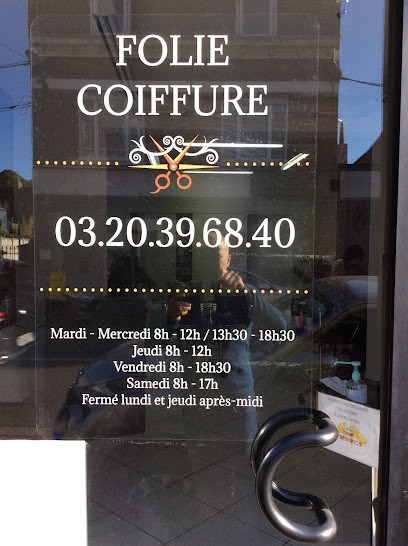 FOLIE
COIFFURE
03.20.39.68.40
Mardi - Mercredi 8h - 12h / 13h30 - 18h30
Jeudi 8h - 12h
Vendredi 8h - 18h30
Samedi 8h - 17h
Fermé lundi et jeudi après-midi